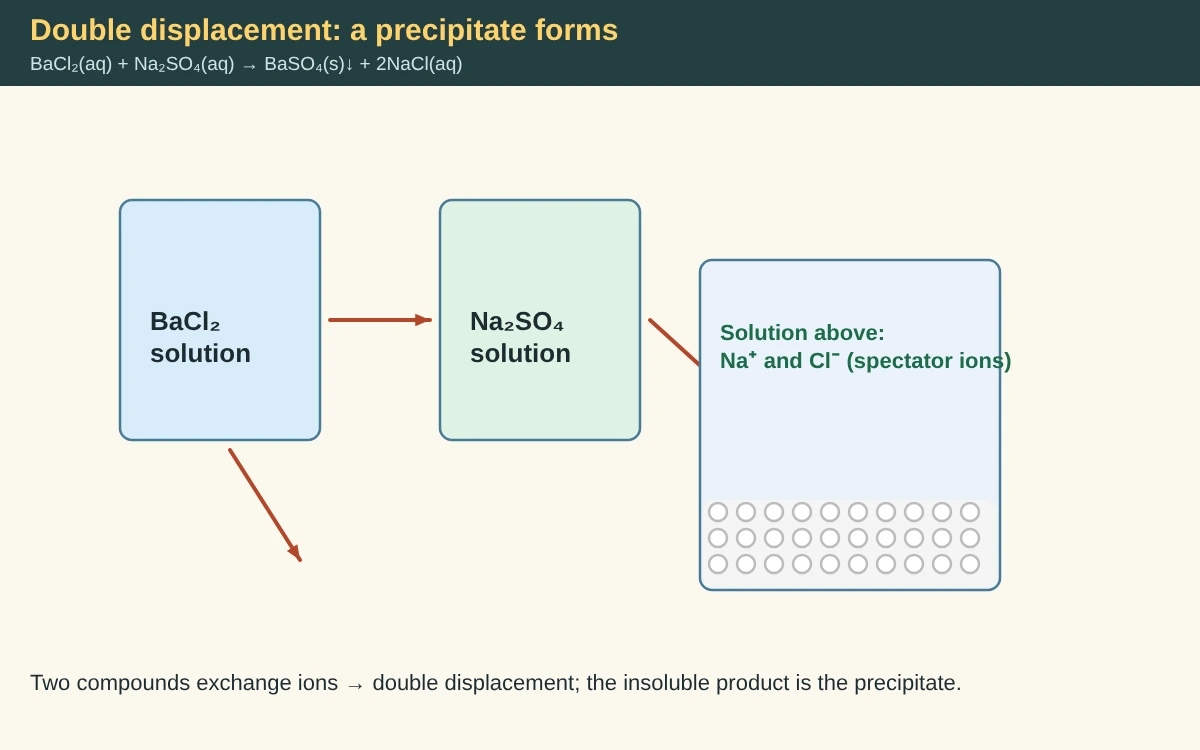 Double displacement: a precipitate forms
BaCl₂(aq) + Na₂SO₄(aq) → BaSO₄(s)↓ + 2NaCl(aq)
BaCl₂
solution
Na₂SO₄
solution
Solution above:
Na⁺ and Cl⁻ (spectator ions)
Two compounds exchange ions → double displacement; the insoluble product is the precipitate.